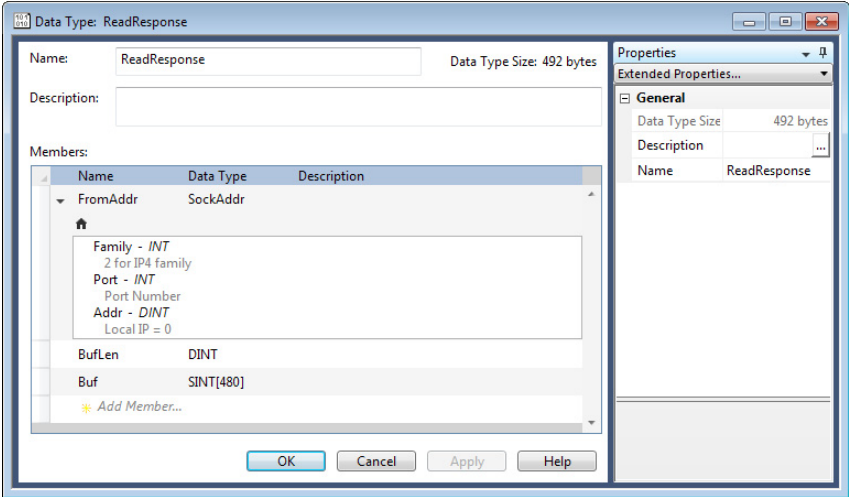 Data Type: ReadResponse
Name: ReadResponse Data Type Size: 492 bytes
Description:
Members:
Name Data Type Description
FromAddr SockAddr
Family - INT
2 for IP4 family
Port - INT
Port Number
Addr - DINT
Local IP = 0
BufLen DINT
Buf SINT[480]
Add Member...
OK Cancel Apply Help
Properties
Extended Properties...
General
Data Type Size 492 bytes
Description ...
Name ReadResponse